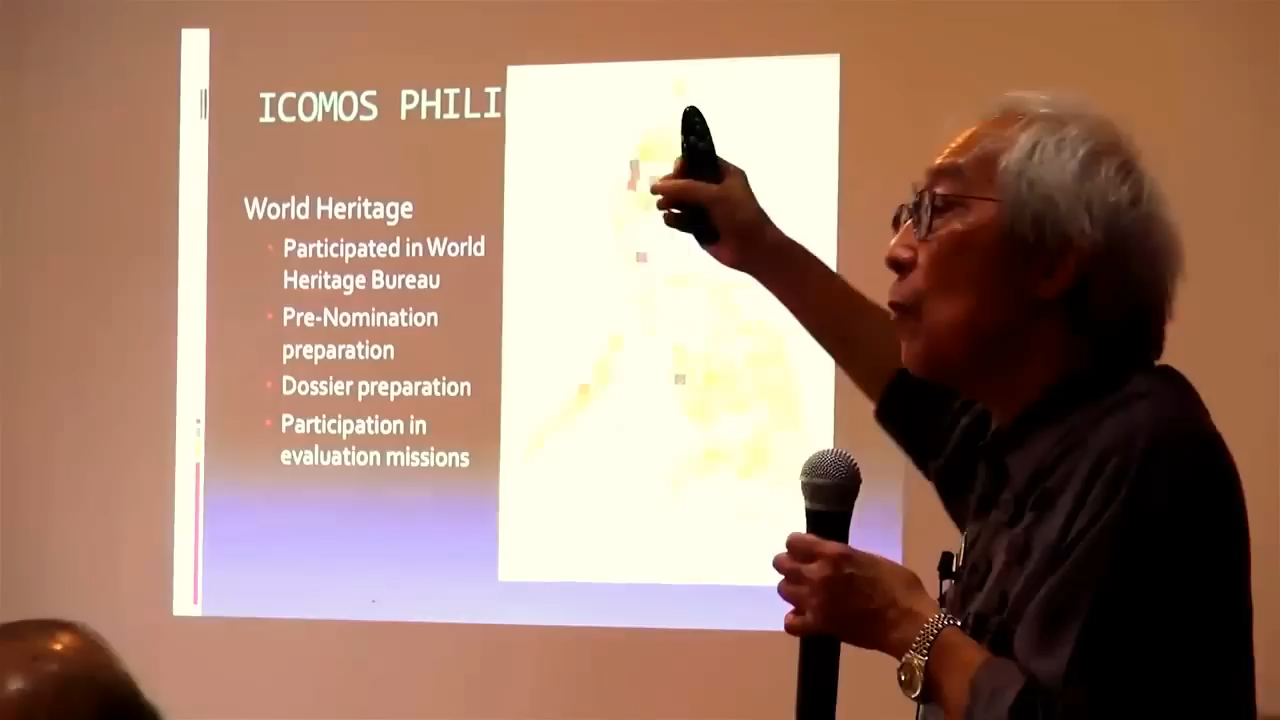 ICOMOS PHILI
World Heritage
Participated in World
Heritage Bureau
Pre-Nomination
preparation
Dossier preparation
Participation in
evaluation missions